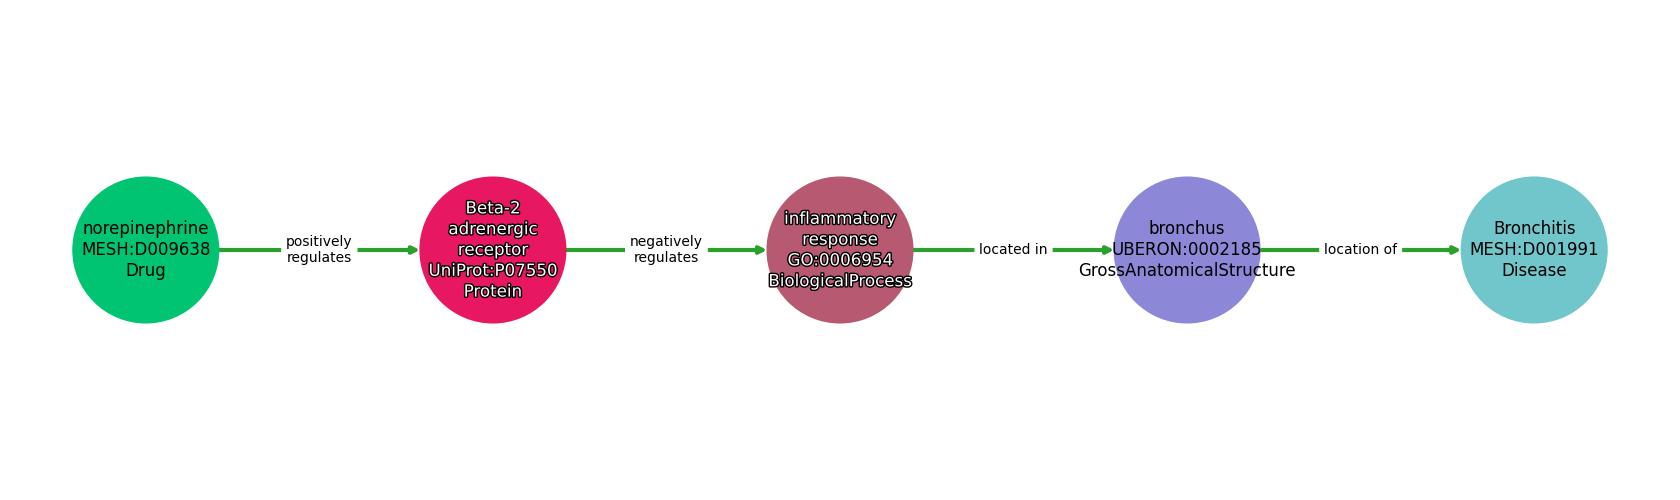 norepinephrine
MESH:D009638
Drug
positively
regulates
Beta-2
adrenergic
receptor
UniProt:P07550
Protein
negatively
regulates
inflammatory
response
GO:0006954
BiologicalProcess
located in
bronchus
UBERON:0002185
GrossAnatomicalStructure
location of
Bronchitis
MESH:D001991
Disease